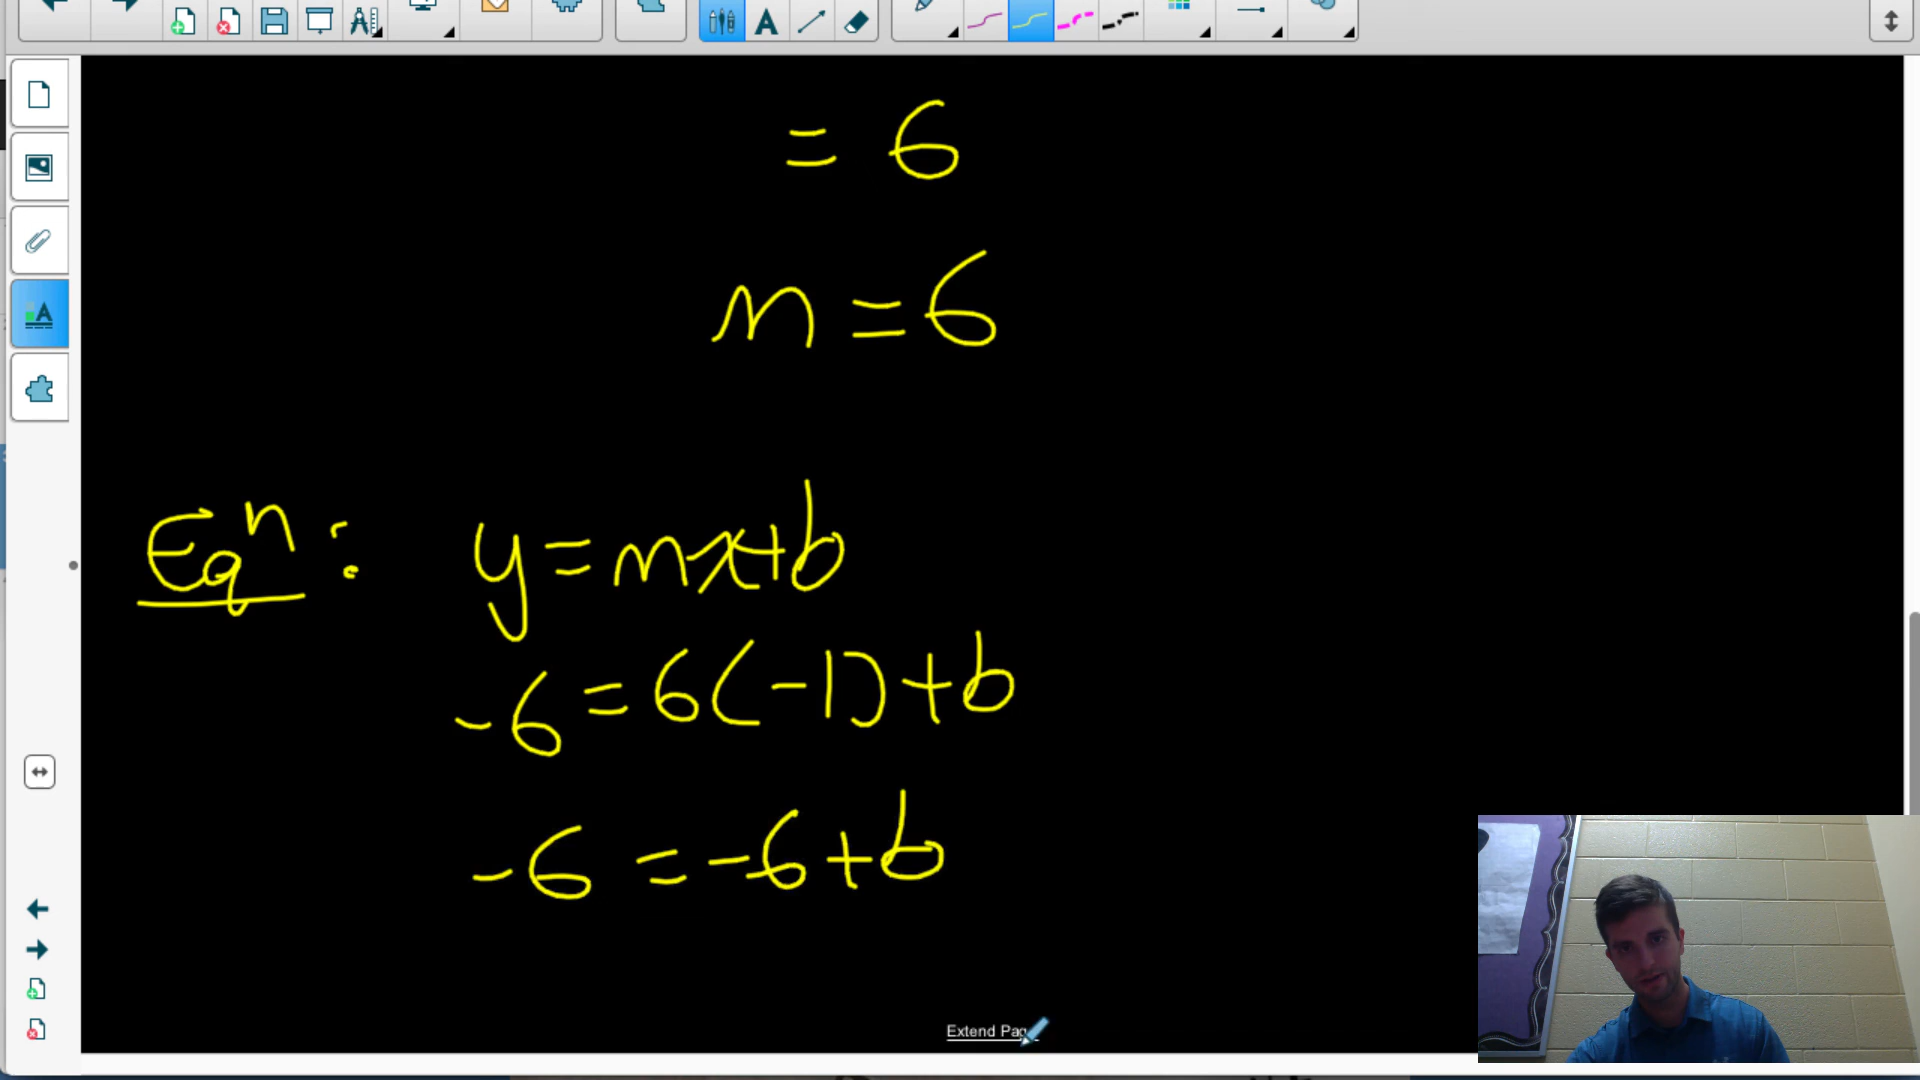 = 6
m = 6
Eqⁿ: y = mx + b
-6 = 6(-1) + b
-6 = -6 + b
Extend Pag